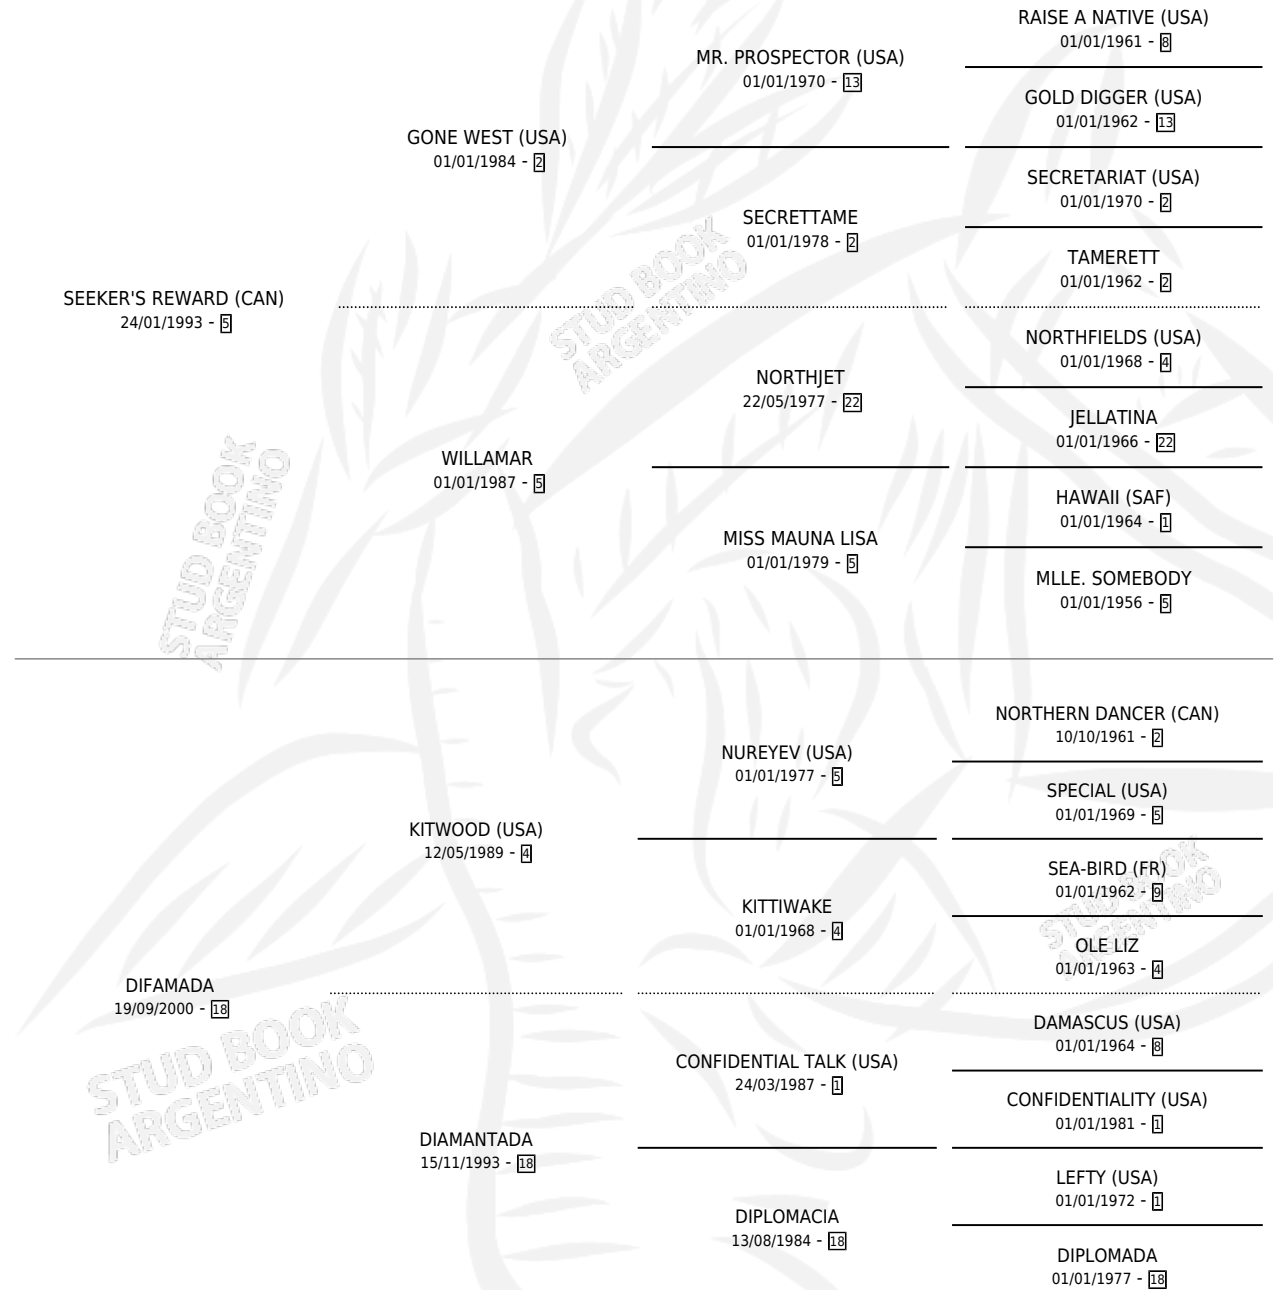 RAISE A NATIVE (USA)
01/01/1961 - 8
MR. PROSPECTOR (USA)
01/01/1970 - 13
GOLD DIGGER (USA)
01/01/1962 - 13
GONE WEST (USA)
01/01/1984 - 2
SECRETARIAT (USA)
01/01/1970 - 2
SECRETTAME
01/01/1978 - 2
TAMERETT
01/01/1962 - 2
SEEKER'S REWARD (CAN)
24/01/1993 - 5
STUD BOOK
ARGENTINO
NORTHFIELDS (USA)
01/01/1968 - 4
NORTHJET
22/05/1977 - 22
JELLATINA
01/01/1966 - 22
WILLAMAR
01/01/1987 - 5
HAWAII (SAF)
01/01/1964 - 1
MISS MAUNA LISA
01/01/1979 - 5
MLLE. SOMEBODY
01/01/1956 - 5
STUD BOOK
ARGENTINO
NORTHERN DANCER (CAN)
10/10/1961 - 2
NUREYEV (USA)
01/01/1977 - 5
SPECIAL (USA)
01/01/1969 - 5
KITWOOD (USA)
12/05/1989 - 4
SEA-BIRD (FR)
01/01/1962 - 9
KITTIWAKE
01/01/1968 - 4
STUD BOOK
ARGENTINO
OLE LIZ
01/01/1963 - 4
DIFAMADA
19/09/2000 - 18
DAMASCUS (USA)
01/01/1964 - 8
CONFIDENTIAL TALK (USA)
24/03/1987 - 1
CONFIDENTIALITY (USA)
01/01/1981 - 1
STUD BOOK
ARGENTINO
DIAMANTADA
15/11/1993 - 18
LEFTY (USA)
01/01/1972 - 1
DIPLOMACIA
13/08/1984 - 18
DIPLOMADA
01/01/1977 - 18